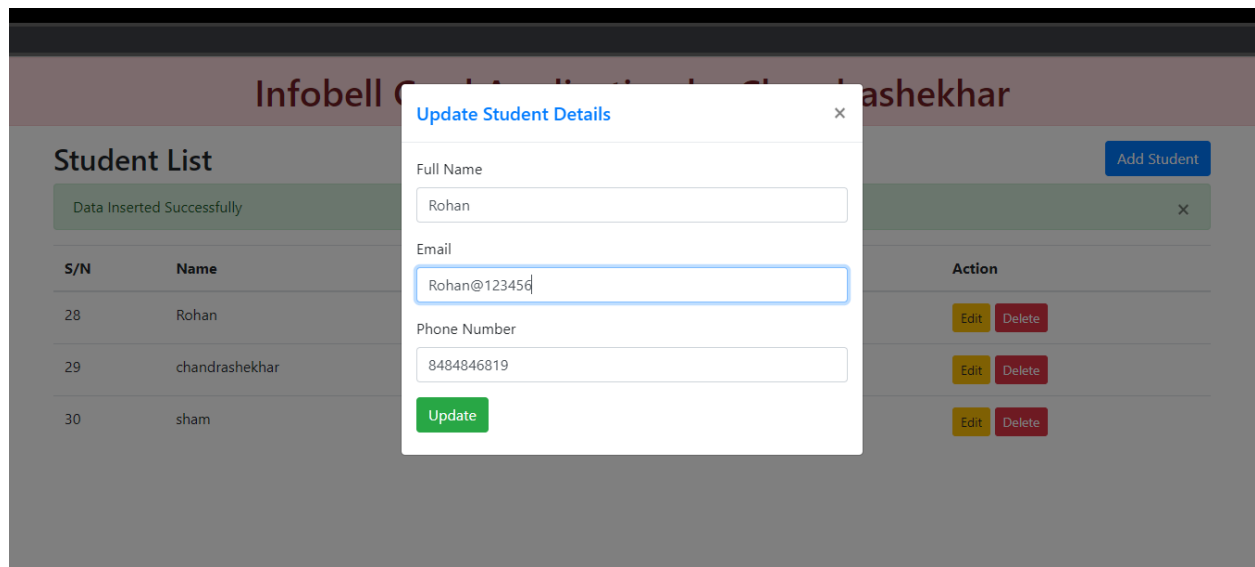 Infobell ashekhar
Update Student Details ×
Student List
Add Student
Full Name
Rohan
Data Inserted Successfully ×
Email
Rohan@123456
S/N Name Action
28 Rohan Edit Delete
Phone Number
8484846819
29 chandrashekhar Edit Delete
Update
30 sham Edit Delete